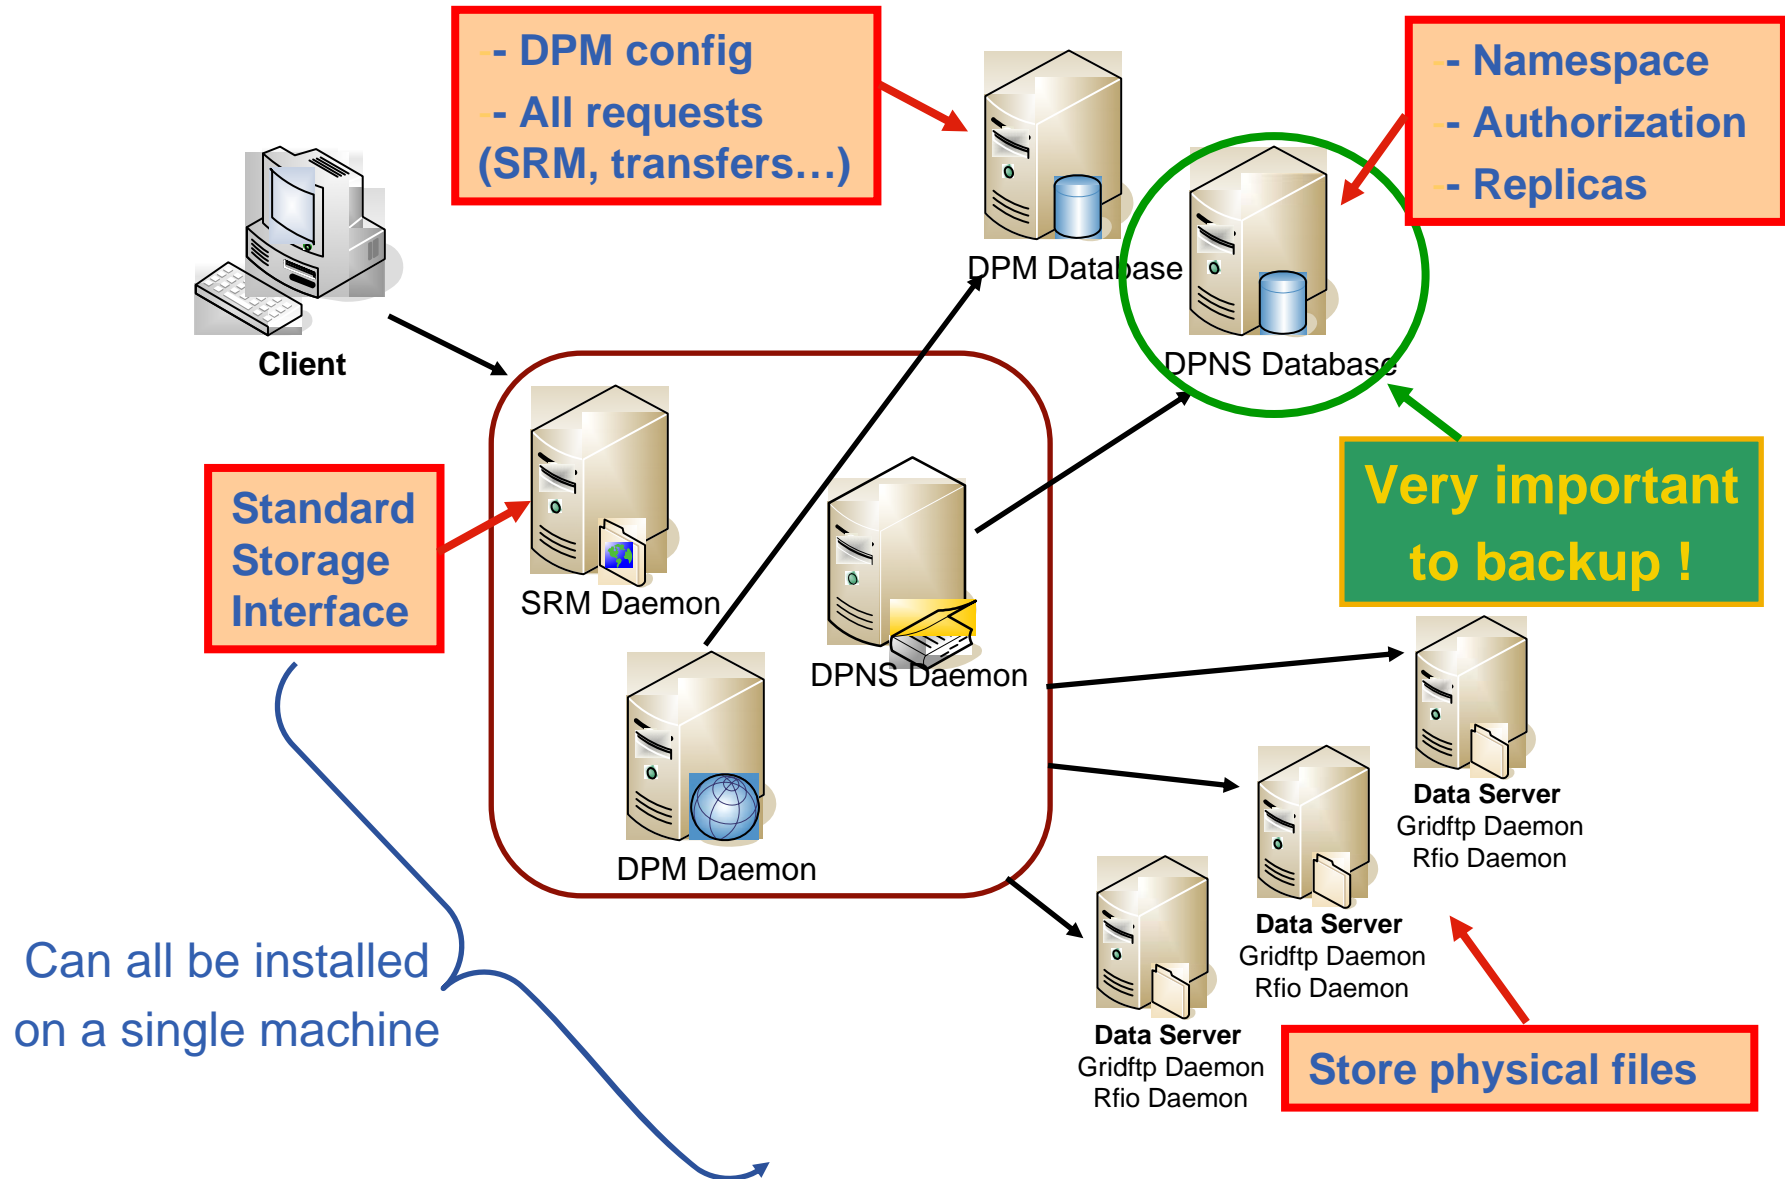 - DPM config
- All requests
(SRM, transfers…)
- Namespace
- Authorization
- Replicas
DPM Database
Client
DPNS Database
Very important
to backup !
Standard
Storage
Interface
SRM Daemon
DPNS Daemon
DPM Daemon
Data Server
Gridftp Daemon
Rfio Daemon
Data Server
Gridftp Daemon
Rfio Daemon
Data Server
Gridftp Daemon
Rfio Daemon
Can all be installed
on a single machine
Store physical files